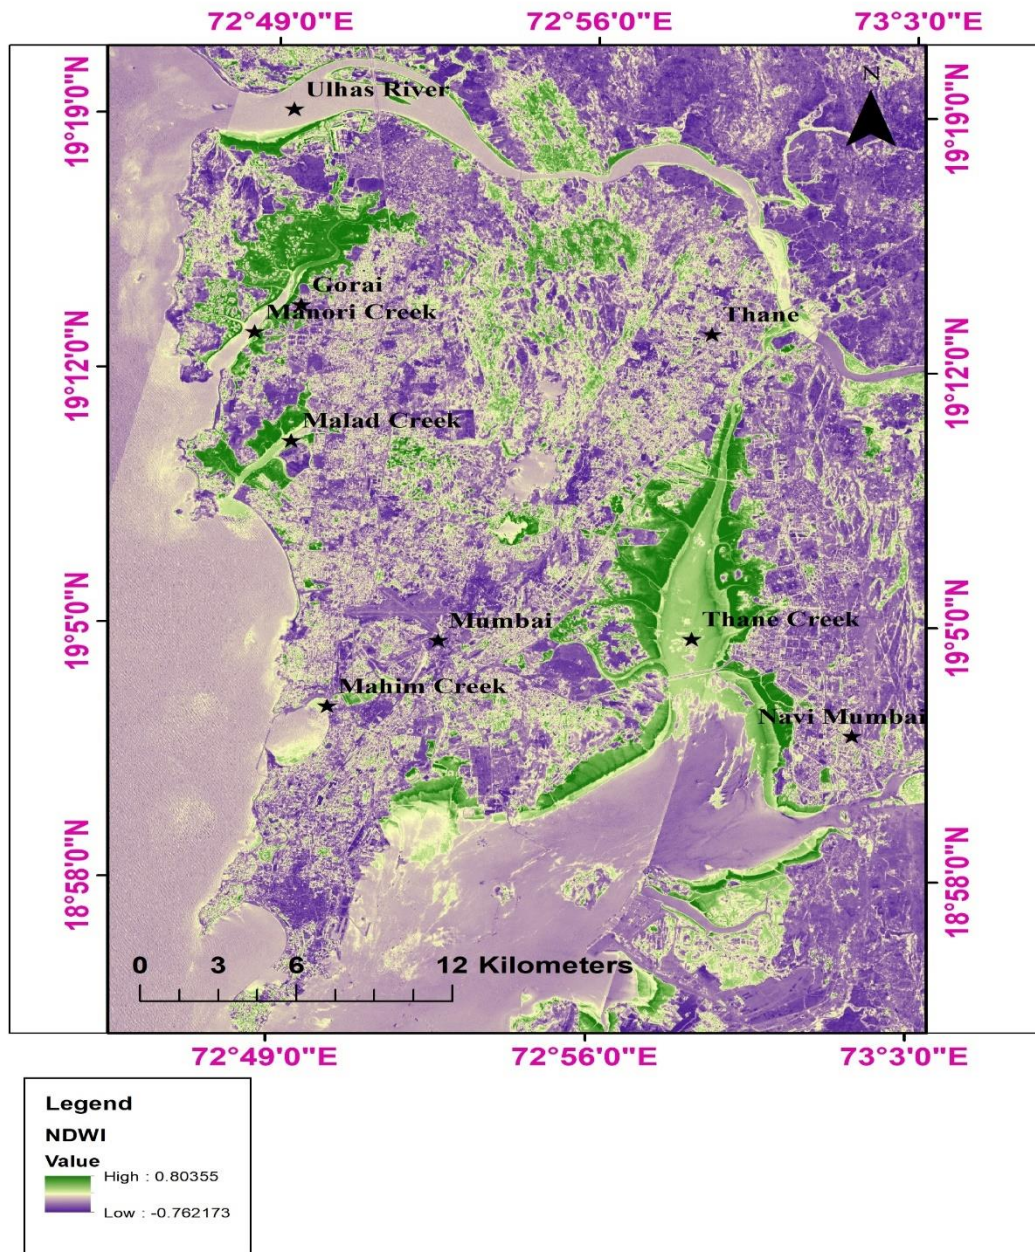 72°49'0"E 72°56'0"E 73°3'0"E
N
19°19'0"N 19°19'0"N
Ulhas River
Gorai
Manori Creek
Thane
19°12'0"N 19°12'0"N
Malad Creek
19°5'0"N 19°5'0"N
Mumbai
Thane Creek
Mahim Creek
Navi Mumbai
18°58'0"N 18°58'0"N
0 3 6 12 Kilometers
72°49'0"E 72°56'0"E 73°3'0"E
Legend
NDWI
Value
High : 0.80355
Low : -0.762173